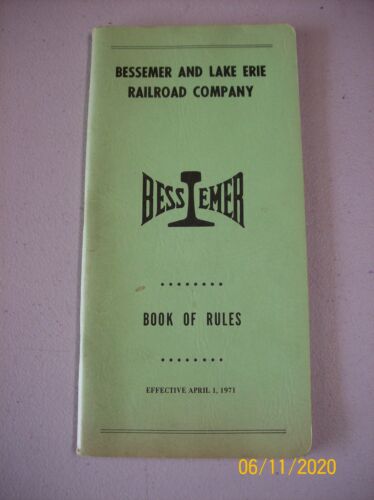 BESSEMER AND LAKE ERIE
RAILROAD COMPANY
BESSEMER
BOOK OF RULES
EFFECTIVE APRIL 1, 1971
06/11/2020